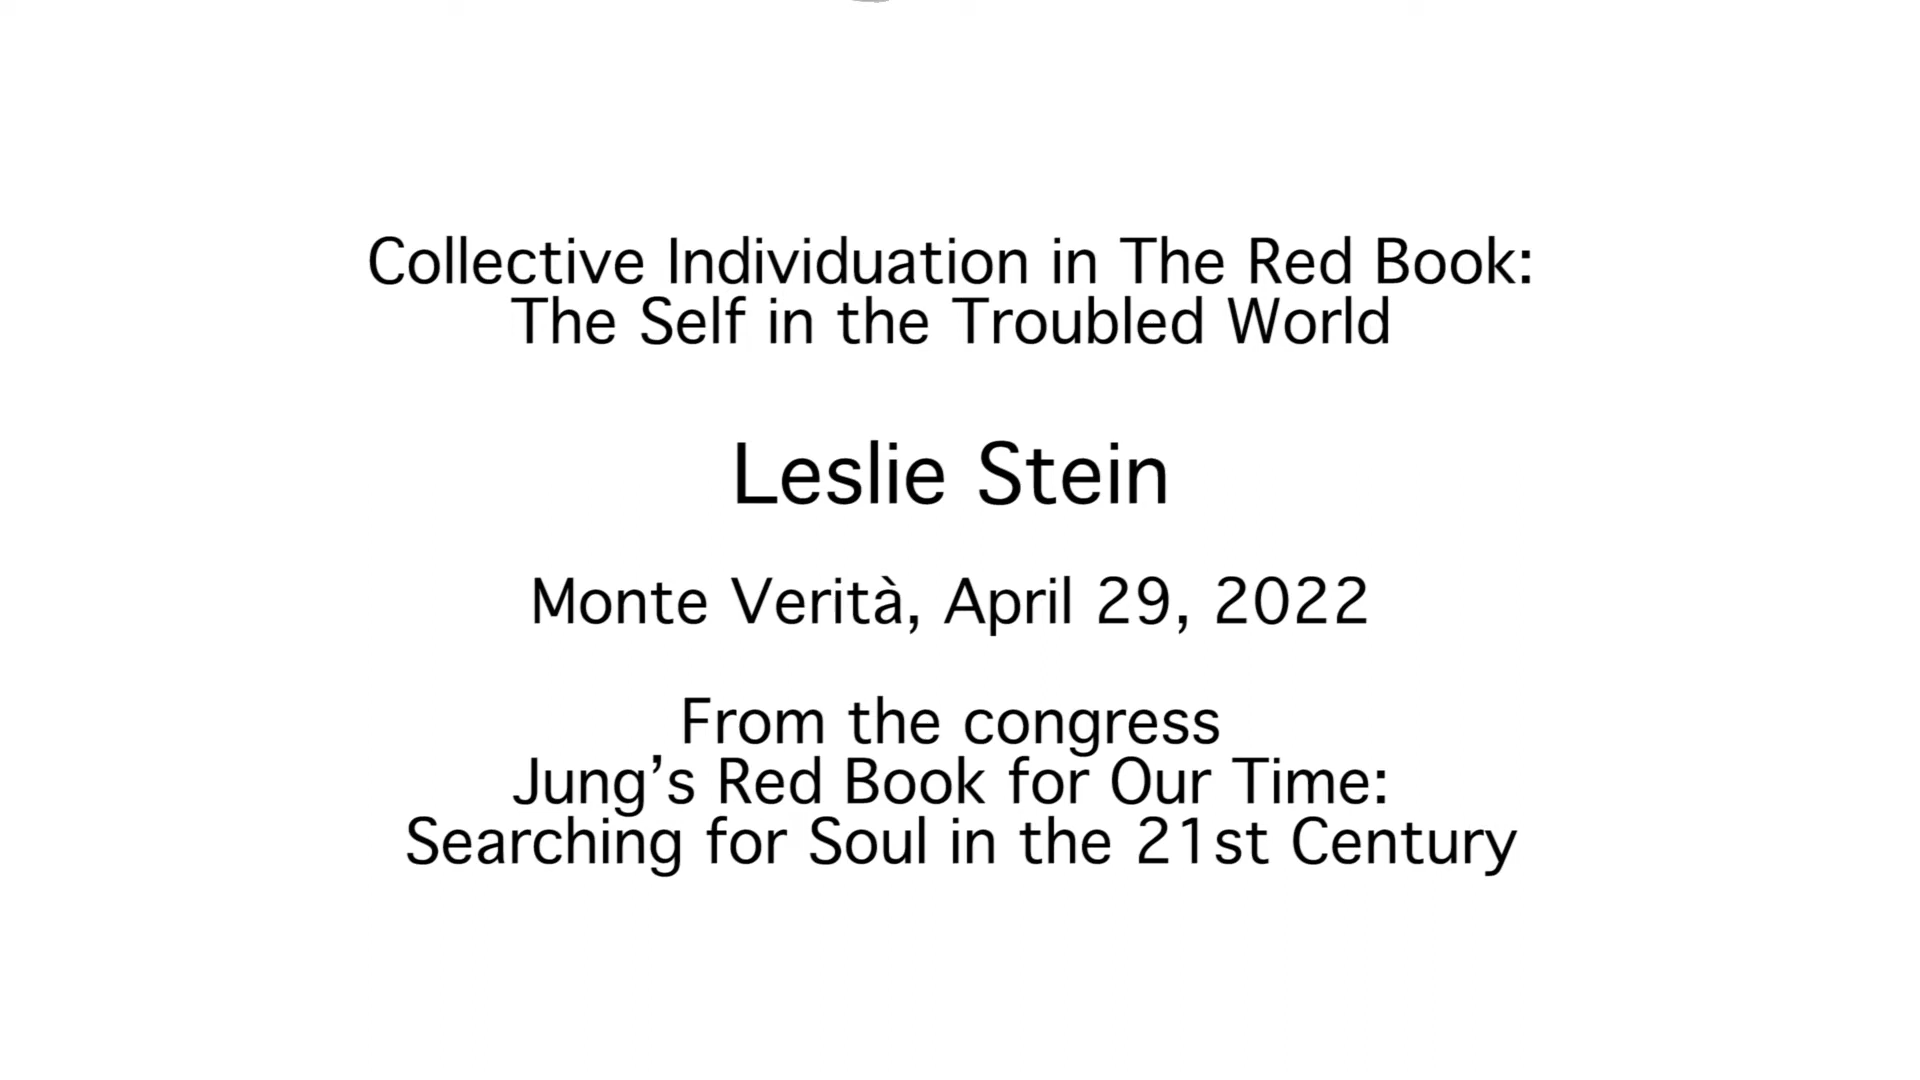 Collective Individuation in The Red Book:
The Self in the Troubled World
Leslie Stein
Monte Verità, April 29, 2022
From the congress
Jung’s Red Book for Our Time:
Searching for Soul in the 21st Century